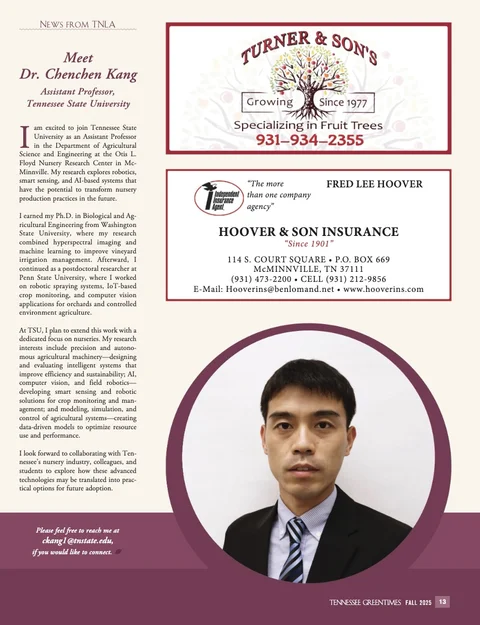 News from TNLA
Meet
Dr. Chenchen Kang
Assistant Professor,
Tennessee State University
I am excited to join Tennessee State
University as an Assistant Professor
in the Department of Agricultural
Science and Engineering at the Otis L.
Floyd Nursery Research Center in Mc-
Minnville. My research explores robotics,
smart sensing, and AI-based systems that
have the potential to transform nursery
production practices in the future.
I earned my Ph.D. in Biological and Ag-
ricultural Engineering from Washington
State University, where my research
combined hyperspectral imaging and
machine learning to improve vineyard
irrigation management. Afterward, I
continued as a postdoctoral researcher at
Penn State University, where I worked
on robotic spraying systems, IoT-based
crop monitoring, and computer vision
applications for orchards and controlled
environment agriculture.
At TSU, I plan to extend this work with a
dedicated focus on nurseries. My research
interests include precision and autono-
mous agricultural machinery—designing
and evaluating intelligent systems that
improve efficiency and sustainability; AI,
computer vision, and field robotics—
developing smart sensing and robotic
solutions for crop monitoring and man-
agement; and modeling, simulation, and
control of agricultural systems—creating
data-driven models to optimize resource
use and performance.
I look forward to collaborating with Ten-
nessee's nursery industry, colleagues, and
students to explore how these advanced
technologies may be translated into prac-
tical options for future adoption.
Please feel free to reach me at
ckang1@tnstate.edu,
if you would like to connect.
TURNER & SON'S
Growing Since 1977
Specializing in Fruit Trees
931-934-2355
Independent
Insurance
Agent
"The more
than one company
agency"
FRED LEE HOOVER
HOOVER & SON INSURANCE
"Since 1901"
114 S. COURT SQUARE • P.O. BOX 669
McMINNVILLE, TN 37111
(931) 473-2200 • CELL (931) 212-9856
E-Mail: Hooverins@benlomand.net • www.hooverins.com
TENNESSEE GREENTIMES FALL 2025 13